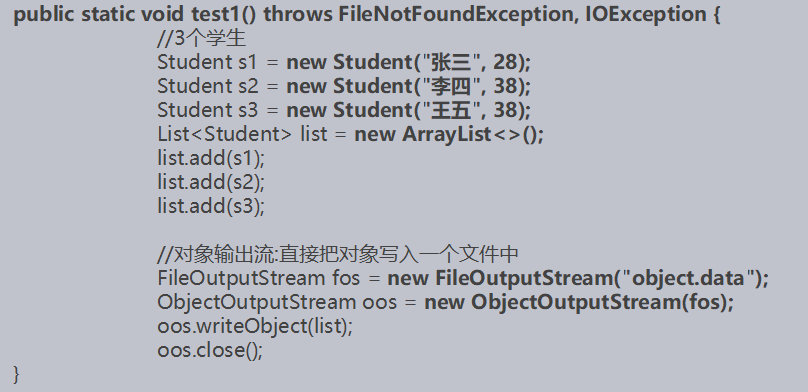 public static void test1() throws FileNotFoundException, IOException {
//3个学生
Student s1 = new Student("张三", 28);
Student s2 = new Student("李四", 38);
Student s3 = new Student("王五", 38);
List<Student> list = new ArrayList<>();
list.add(s1);
list.add(s2);
list.add(s3);
//对象输出流:直接把对象写入一个文件中
FileOutputStream fos = new FileOutputStream("object.data");
ObjectOutputStream oos = new ObjectOutputStream(fos);
oos.writeObject(list);
oos.close();
}